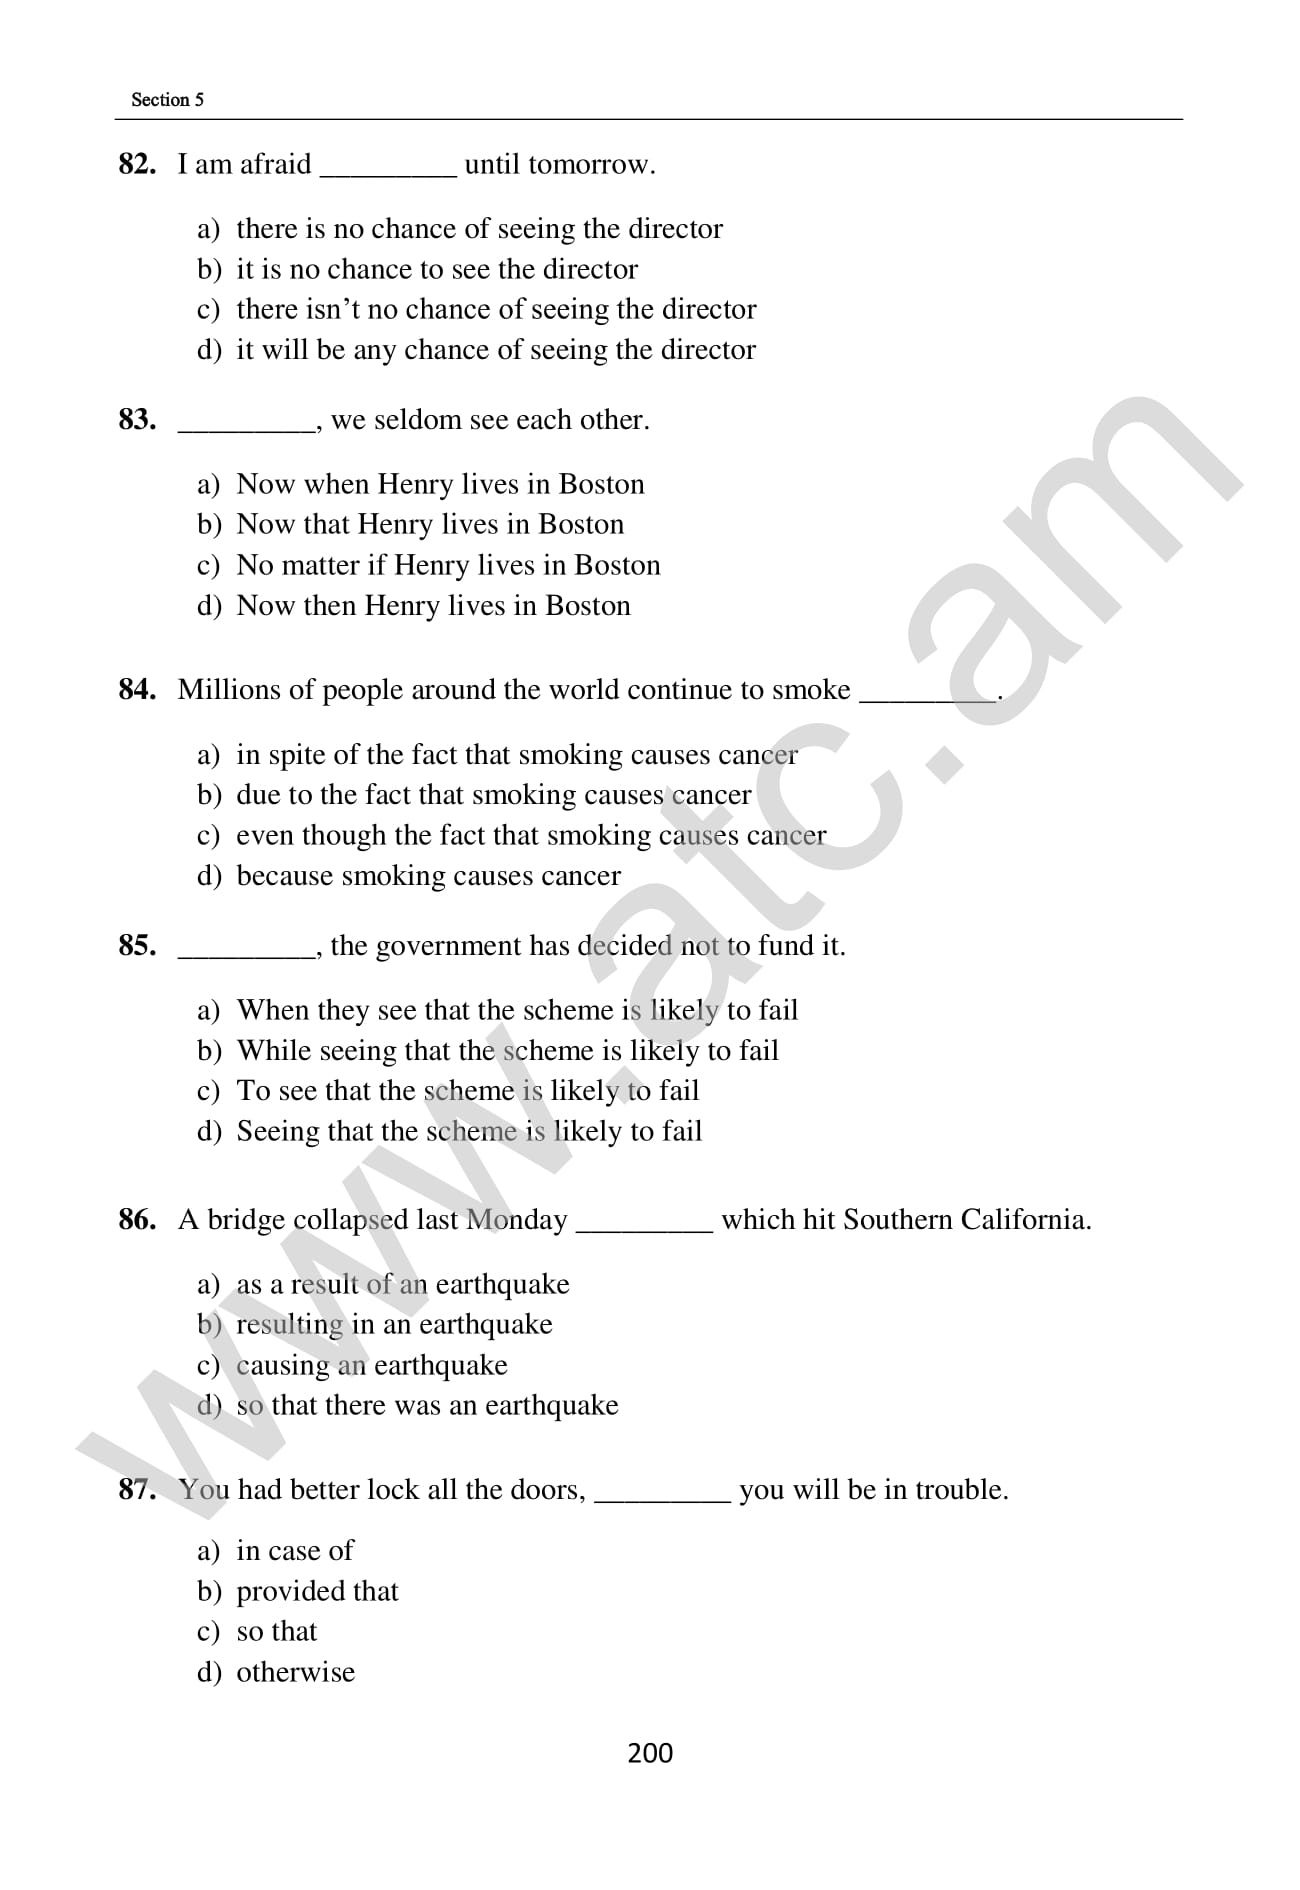 Section 5
82. I am afraid _________ until tomorrow.
a) there is no chance of seeing the director
b) it is no chance to see the director
c) there isn’t no chance of seeing the director
d) it will be any chance of seeing the director
83. _________, we seldom see each other.
a) Now when Henry lives in Boston
b) Now that Henry lives in Boston
c) No matter if Henry lives in Boston
d) Now then Henry lives in Boston
84. Millions of people around the world continue to smoke _________.
a) in spite of the fact that smoking causes cancer
b) due to the fact that smoking causes cancer
c) even though the fact that smoking causes cancer
d) because smoking causes cancer
85. _________, the government has decided not to fund it.
a) When they see that the scheme is likely to fail
b) While seeing that the scheme is likely to fail
c) To see that the scheme is likely to fail
d) Seeing that the scheme is likely to fail
86. A bridge collapsed last Monday _________ which hit Southern California.
a) as a result of an earthquake
b) resulting in an earthquake
c) causing an earthquake
d) so that there was an earthquake
87. You had better lock all the doors, _________ you will be in trouble.
a) in case of
b) provided that
c) so that
d) otherwise
200
www.atc.am